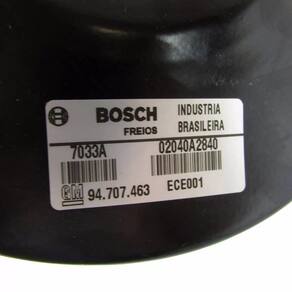 BOSCH INDUSTRIA
FREIOS BRASILEIRA
7033A 02040A2840
GM 94.707.463 ECE001